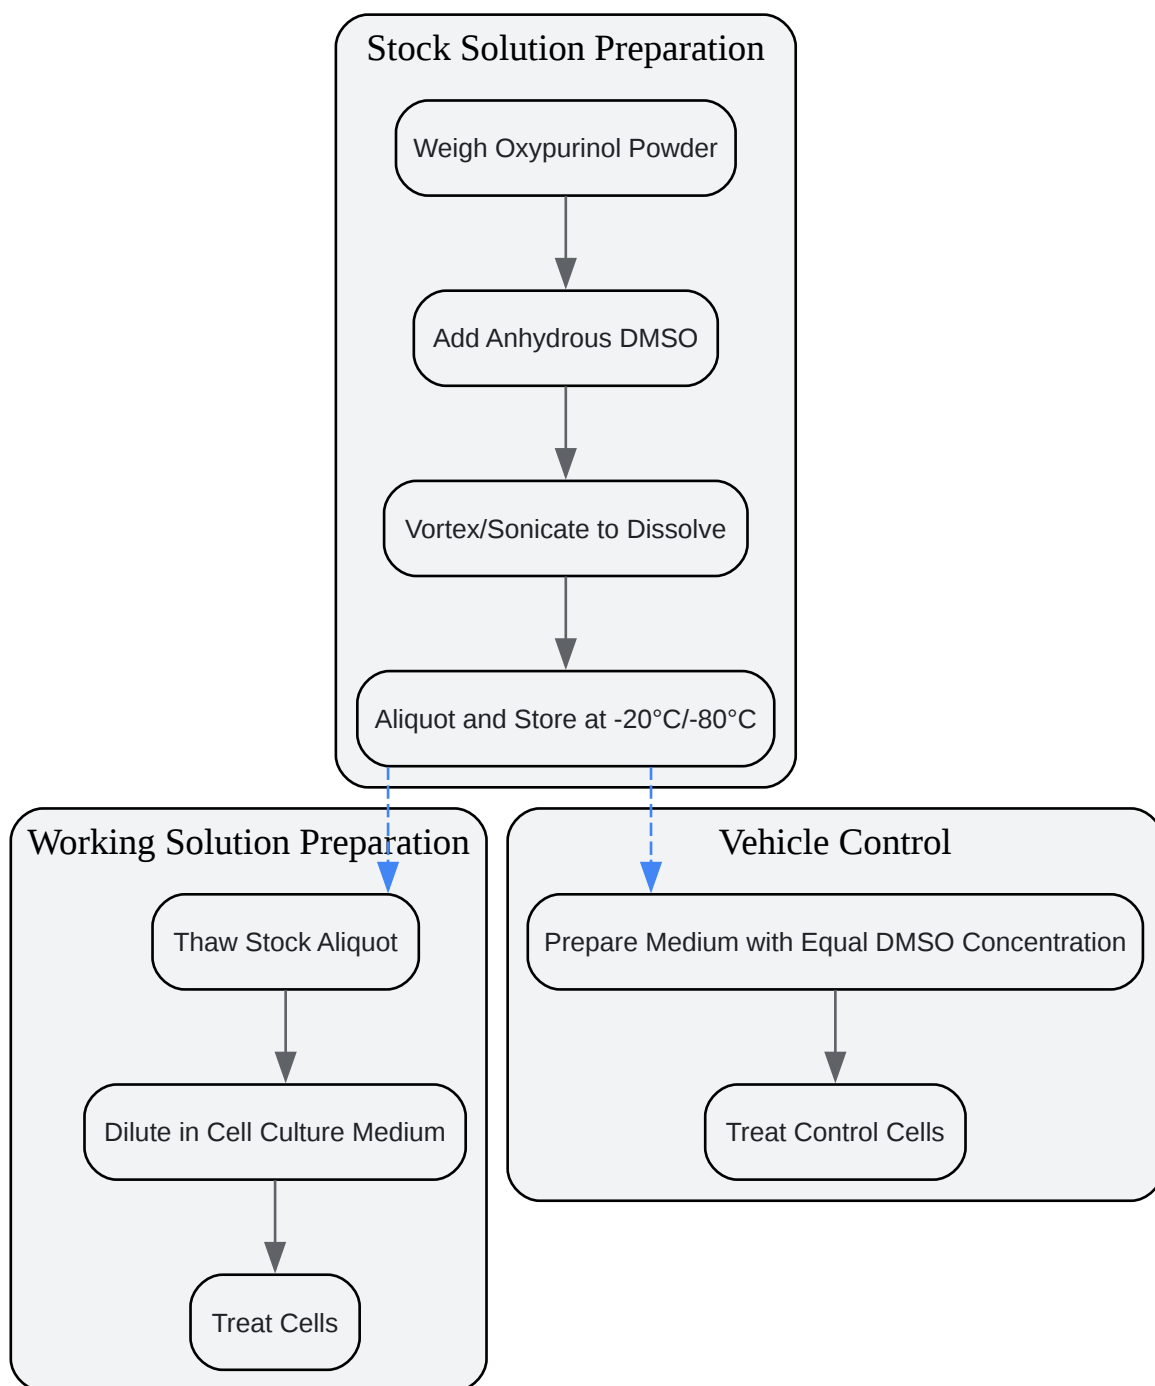 Stock Solution Preparation
Weigh Oxypurinol Powder
Add Anhydrous DMSO
Vortex/Sonicate to Dissolve
Aliquot and Store at -20°C/-80°C
Working Solution Preparation
Thaw Stock Aliquot
Dilute in Cell Culture Medium
Treat Cells
Vehicle Control
Prepare Medium with Equal DMSO Concentration
Treat Control Cells